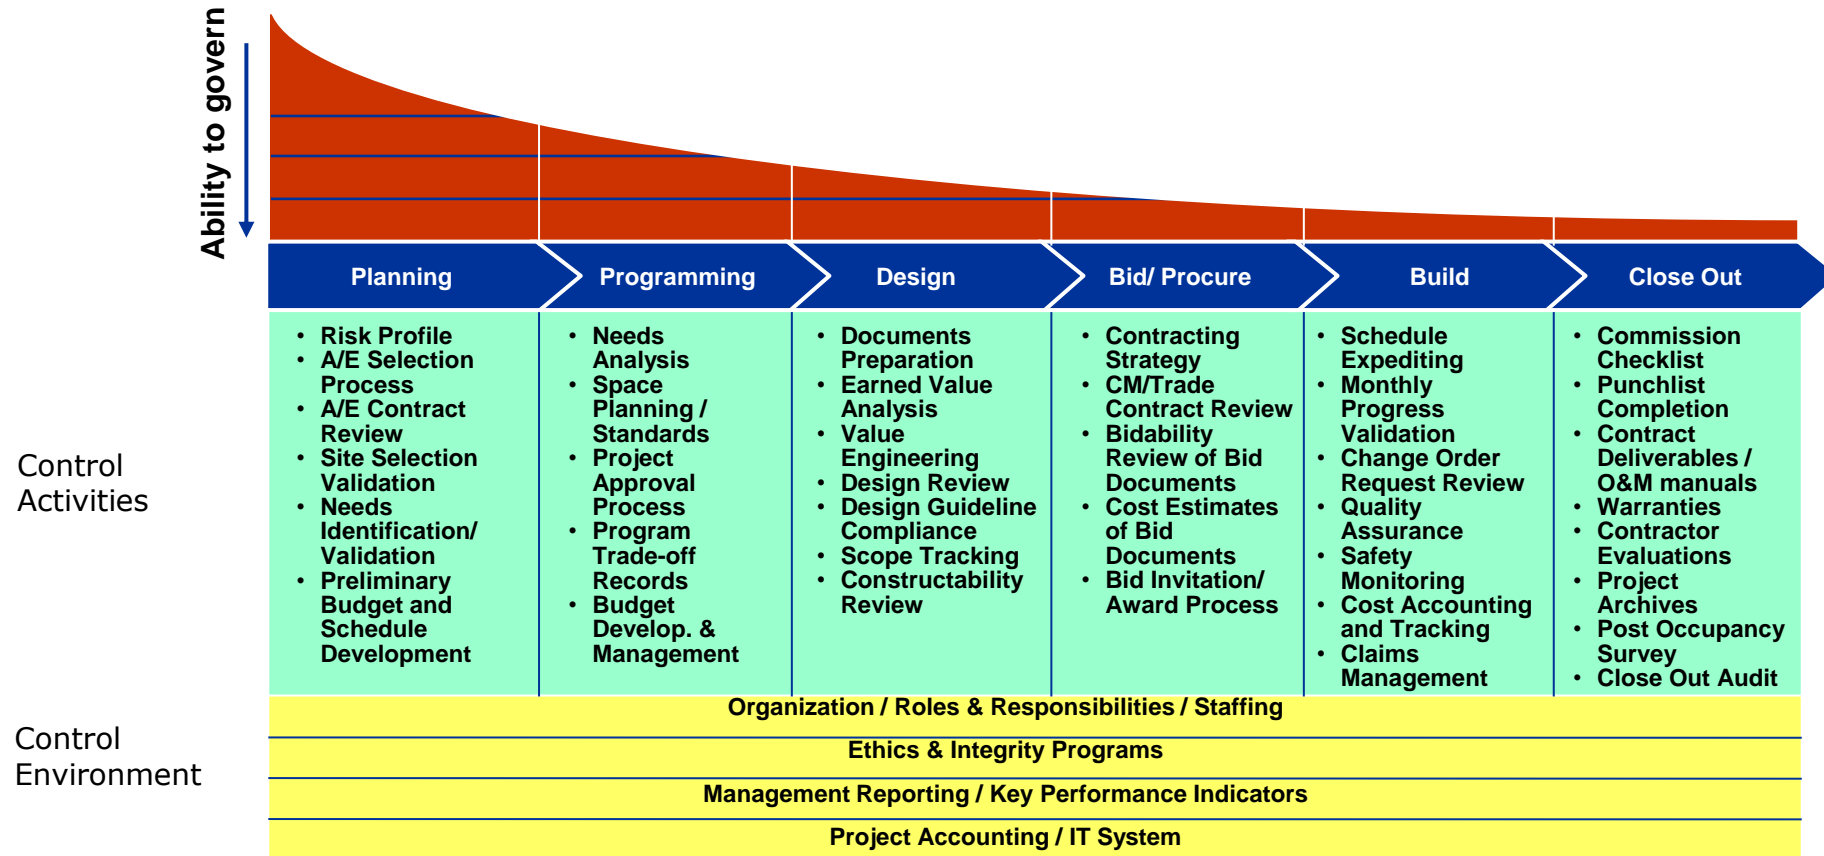 Ability to govern
Planning
Programming
Design
Bid/ Procure
Build
Close Out
Control
Activities
• Risk Profile
• A/E Selection
Process
• A/E Contract
Review
• Site Selection
Validation
• Needs
Identification/
Validation
• Preliminary
Budget and
Schedule
Development
• Needs
Analysis
• Space
Planning /
Standards
• Project
Approval
Process
• Program
Trade-off
Records
• Budget
Develop. &
Management
• Documents
Preparation
• Earned Value
Analysis
• Value
Engineering
• Design Review
• Design Guideline
Compliance
• Scope Tracking
• Constructability
Review
• Contracting
Strategy
• CM/Trade
Contract Review
• Bidability
Review of Bid
Documents
• Cost Estimates
of Bid
Documents
• Bid Invitation/
Award Process
• Schedule
Expediting
• Monthly
Progress
Validation
• Change Order
Request Review
• Quality
Assurance
• Safety
Monitoring
• Cost Accounting
and Tracking
• Claims
Management
• Commission
Checklist
• Punchlist
Completion
• Contract
Deliverables /
O&M manuals
• Warranties
• Contractor
Evaluations
• Project
Archives
• Post Occupancy
Survey
• Close Out Audit
Control
Environment
Organization / Roles & Responsibilities / Staffing
Ethics & Integrity Programs
Management Reporting / Key Performance Indicators
Project Accounting / IT System